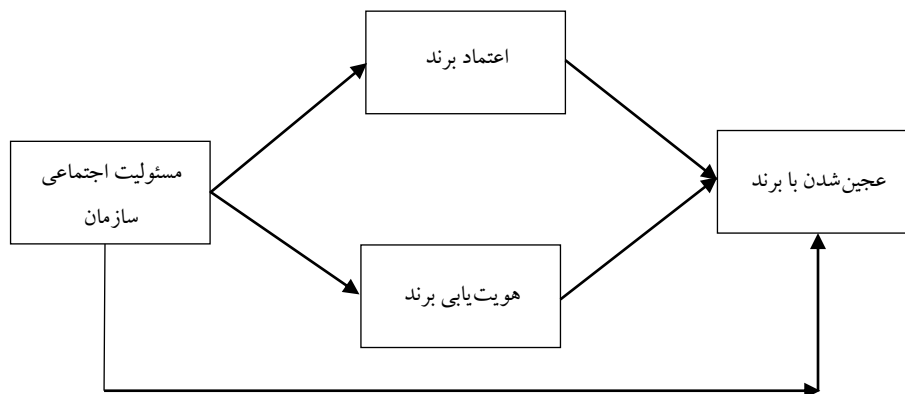 اعتماد برند
مسئولیت اجتماعی
سازمان
عجین‌شدن با برند
هویت‌یابی برند